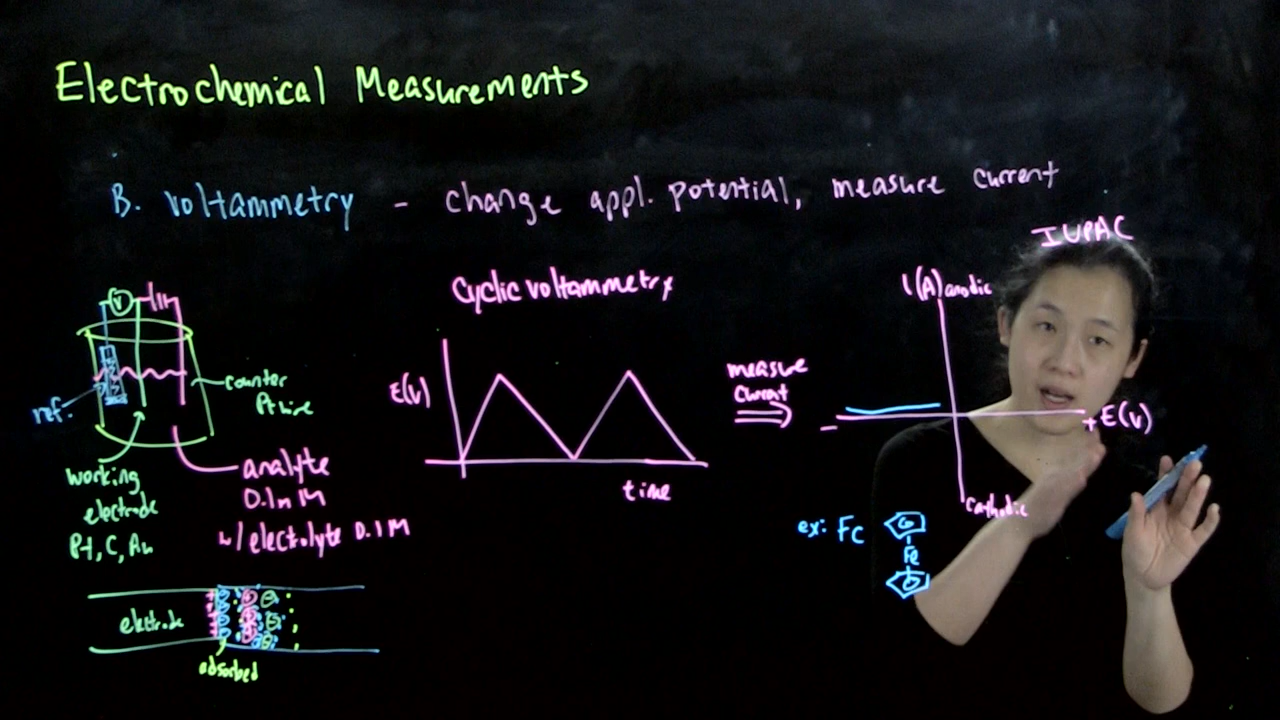 Electrochemical Measurements
B. voltammetry - change appl. potential, measure current
IUPAC
Cyclic voltammetry
i(A) anodic
V
E(V)
measure
current
counter
Pt wire
ref.
- + E(V)
working
electrode
Pt, C, Au
analyte
0.1 mM
w/ electrolyte 0.1 M
time
cathodic
ex: Fc
Fe
electrode
adsorbed